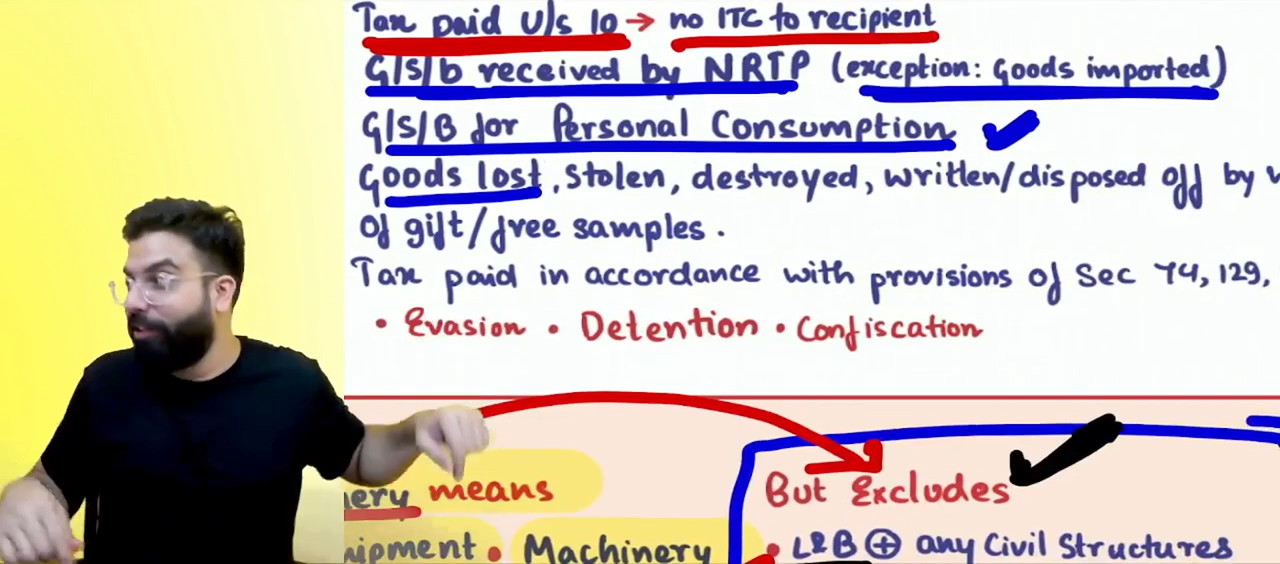 Tax paid U/s 10 → no ITC to recipient
G/S/b received by NRTP (exception: Goods imported)
G/S/B for Personal Consumption
Goods lost, stolen, destroyed, written/disposed off by
of gift/free samples.
Tax paid in accordance with provisions of Sec 74, 129,
• Evasion • Detention • Confiscation
means
But Excludes
• Machinery
• L&B ⊕ any Civil Structures